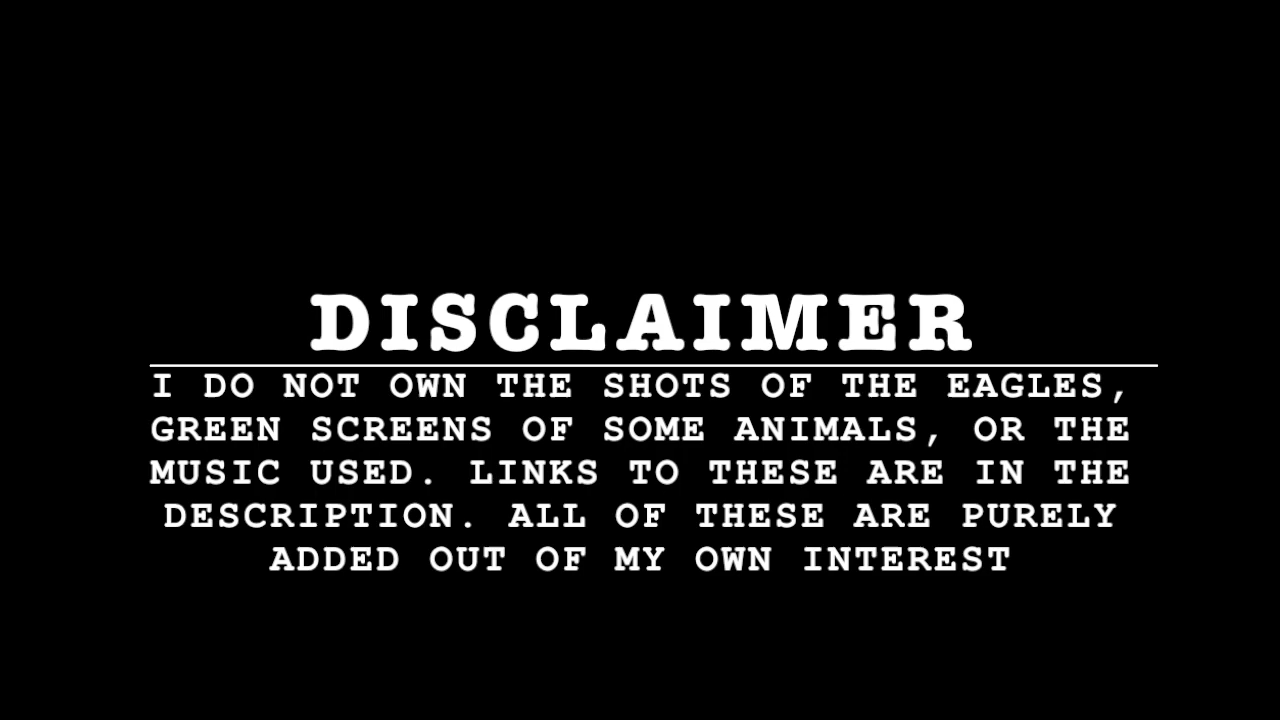 DISCLAIMER
I DO NOT OWN THE SHOTS OF THE EAGLES,
GREEN SCREENS OF SOME ANIMALS, OR THE
MUSIC USED. LINKS TO THESE ARE IN THE
DESCRIPTION. ALL OF THESE ARE PURELY
ADDED OUT OF MY OWN INTEREST